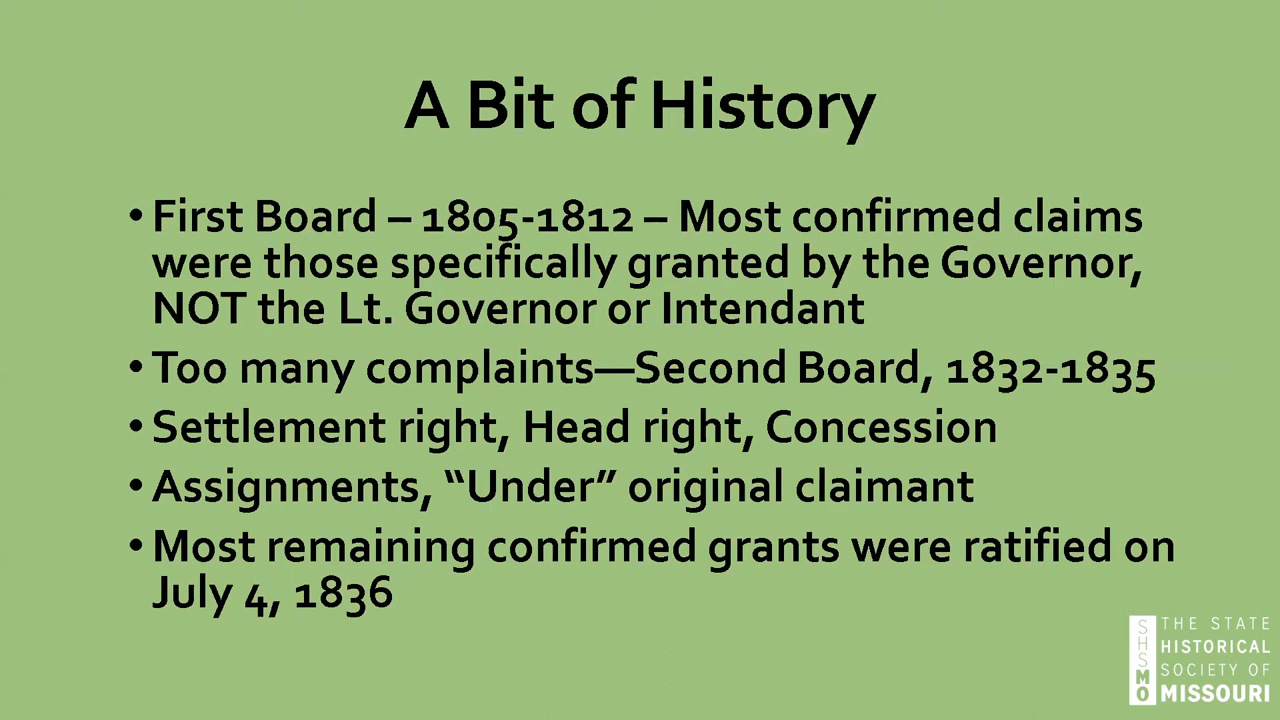 A Bit of History
• First Board – 1805-1812 – Most confirmed claims
were those specifically granted by the Governor,
NOT the Lt. Governor or Intendant
• Too many complaints—Second Board, 1832-1835
• Settlement right, Head right, Concession
• Assignments, “Under” original claimant
• Most remaining confirmed grants were ratified on
July 4, 1836
SHSMO
THE STATE
HISTORICAL
SOCIETY OF
MISSOURI